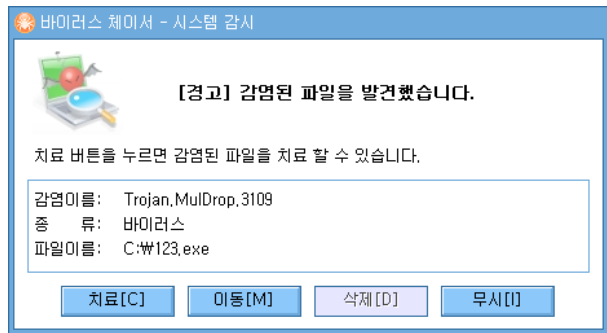 바이러스 체이서 - 시스템 감시
[경고] 감염된 파일을 발견했습니다.
치료 버튼을 누르면 감염된 파일을 치료 할 수 있습니다.
감염이름: Trojan.MulDrop.3109
종 류: 바이러스
파일이름: C:₩123.exe
치료[C] 이동[M] 삭제[D] 무시[I]